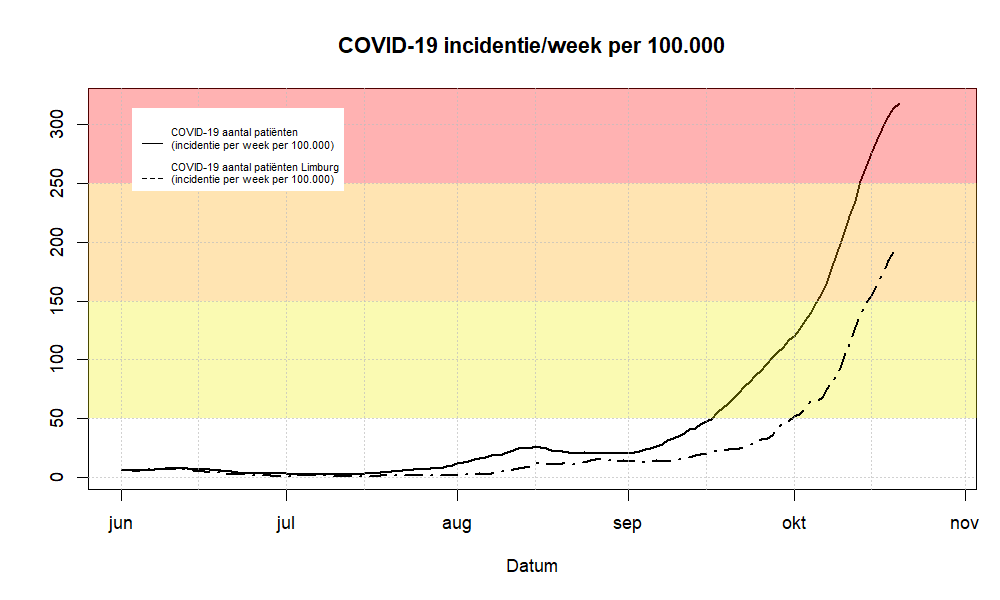 COVID-19 incidentie/week per 100.000
COVID-19 aantal patiënten
(incidentie per week per 100.000)
COVID-19 aantal patiënten Limburg
(incidentie per week per 100.000)
300
250
200
150
100
50
0
jun jul aug sep okt nov
Datum